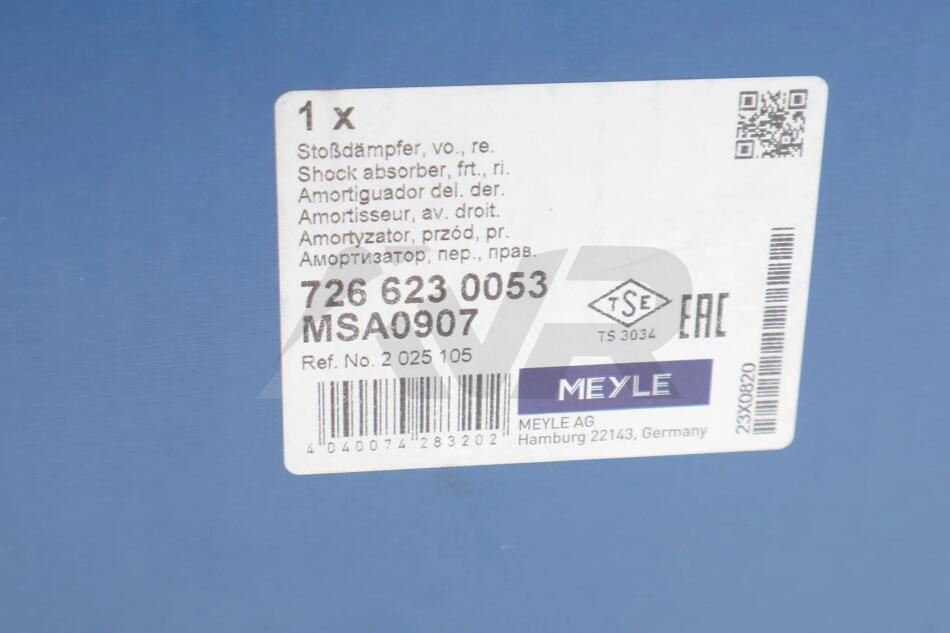 1 x
Stoßdämpfer, vo., re.
Shock absorber, frt., ri.
Amortiguador del. der.
Amortisseur, av. droit.
Amortyzator, przód, pr.
Амортизатор, пер., прав.
726 623 0053
MSA0907
Ref. No. 2 025 105
4 040074 283202
TSE
TS 3034
EAC
MEYLE
MEYLE AG
Hamburg 22143, Germany
23X0820
AVR